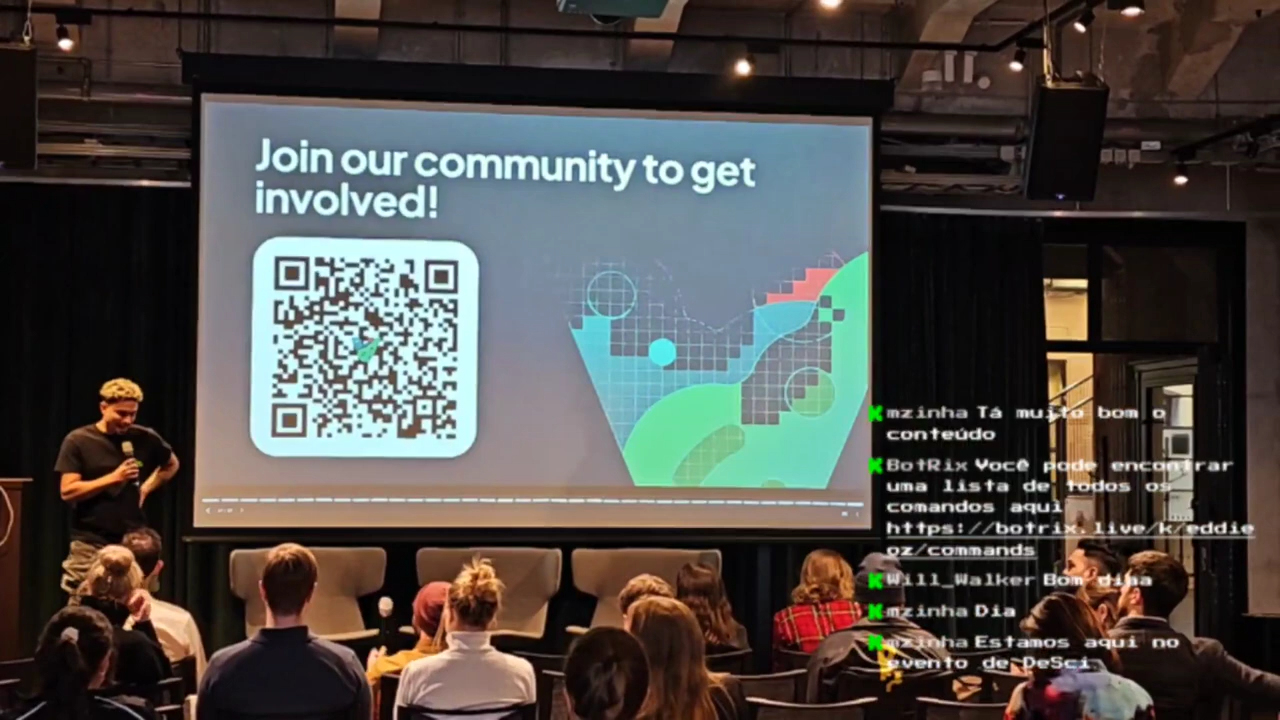 Join our community to get
involved!
mzinha Tá muito bom o
conteúdo
BotRix Você pode encontrar
uma lista de todos os
comandos aqui
https://botrix.live/k/eddie
oz/commands
Will_Walker Bom diaa
mzinha Dia
mzinha Estamos aqui no
evento de DeSci